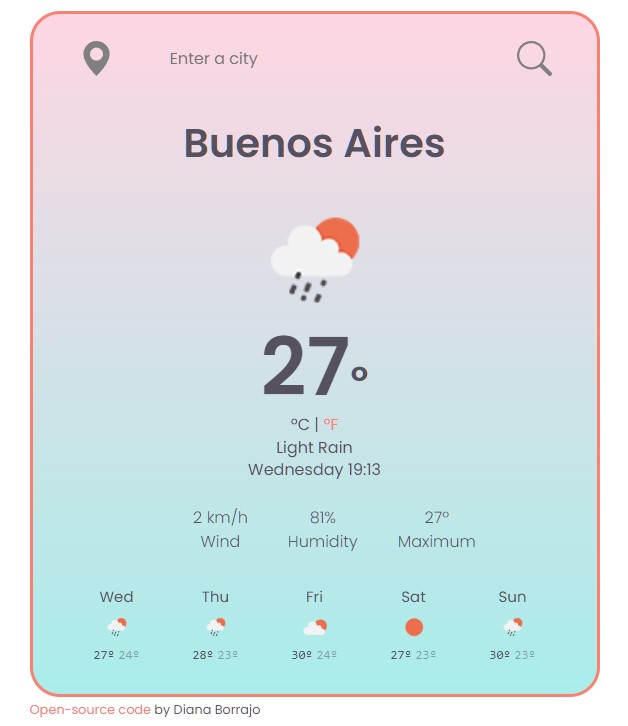 Enter a city
Buenos Aires
27º
ºC | ºF
Light Rain
Wednesday 19:13
2 km/h 81% 27º
Wind Humidity Maximum
Wed Thu Fri Sat Sun
27º 24º 28º 23º 30º 24º 27º 23º 30º 23º
Open-source code by Diana Borrajo